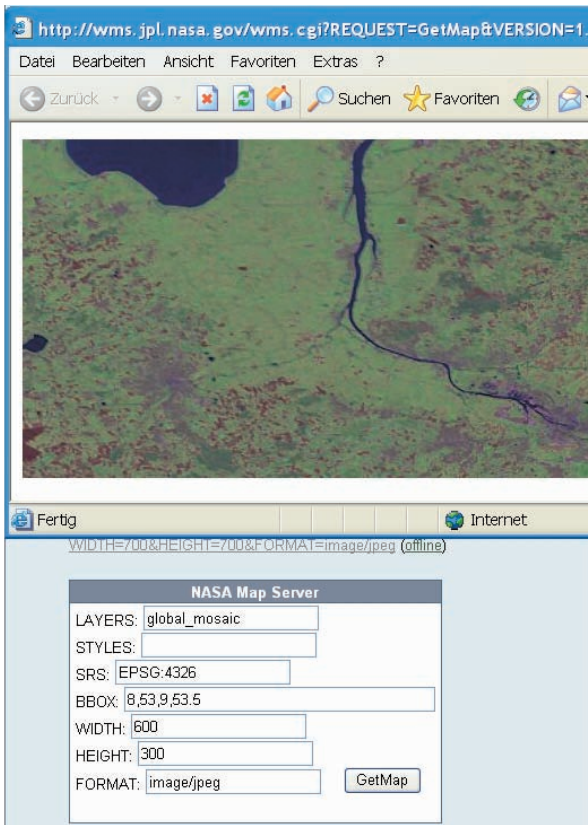 http://wms.jpl.nasa.gov/wms.cgi?REQUEST=GetMap&VERSION=1.
Datei Bearbeiten Ansicht Favoriten Extras ?
Zurück Suchen Favoriten
Fertig Internet
WIDTH=700&HEIGHT=700&FORMAT=image/jpeg (offline)
NASA Map Server
LAYERS: global_mosaic
STYLES:
SRS: EPSG:4326
BBOX: 8,53,9,53.5
WIDTH: 600
HEIGHT: 300
FORMAT: image/jpeg GetMap